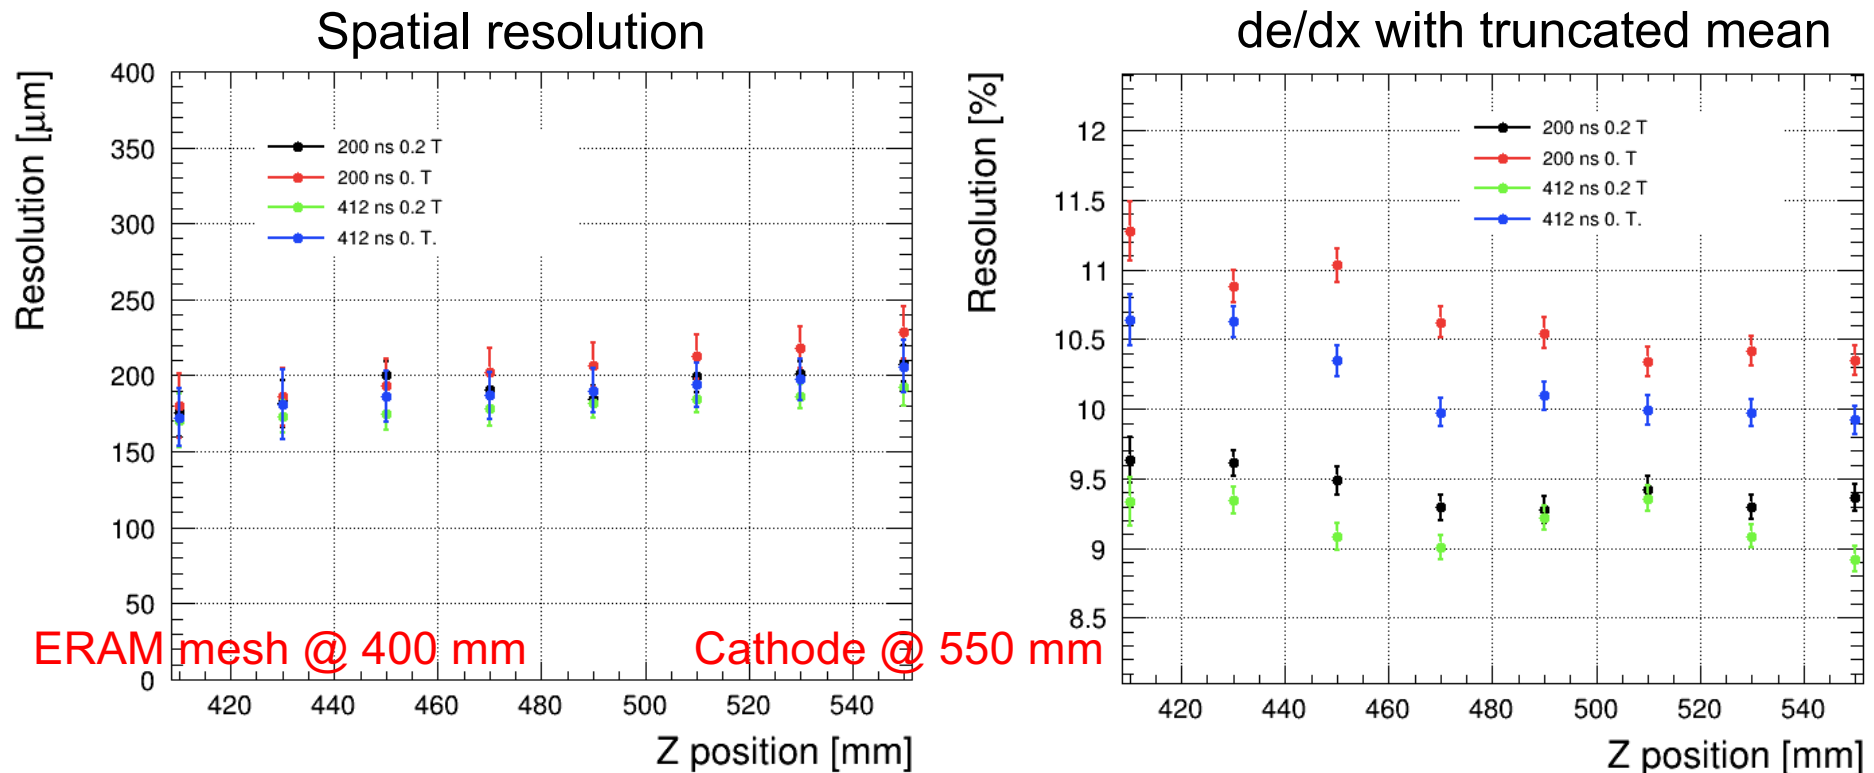 Spatial resolution
Resolution [μm]
400
350
300
250
200
150
100
50
0
200 ns 0.2 T
200 ns 0. T
412 ns 0.2 T
412 ns 0. T.
ERAM mesh @ 400 mm
Cathode @ 550 mm
420 440 460 480 500 520 540
Z position [mm]
de/dx with truncated mean
Resolution [%]
12
11.5
11
10.5
10
9.5
9
8.5
200 ns 0.2 T
200 ns 0. T
412 ns 0.2 T
412 ns 0. T.
420 440 460 480 500 520 540
Z position [mm]